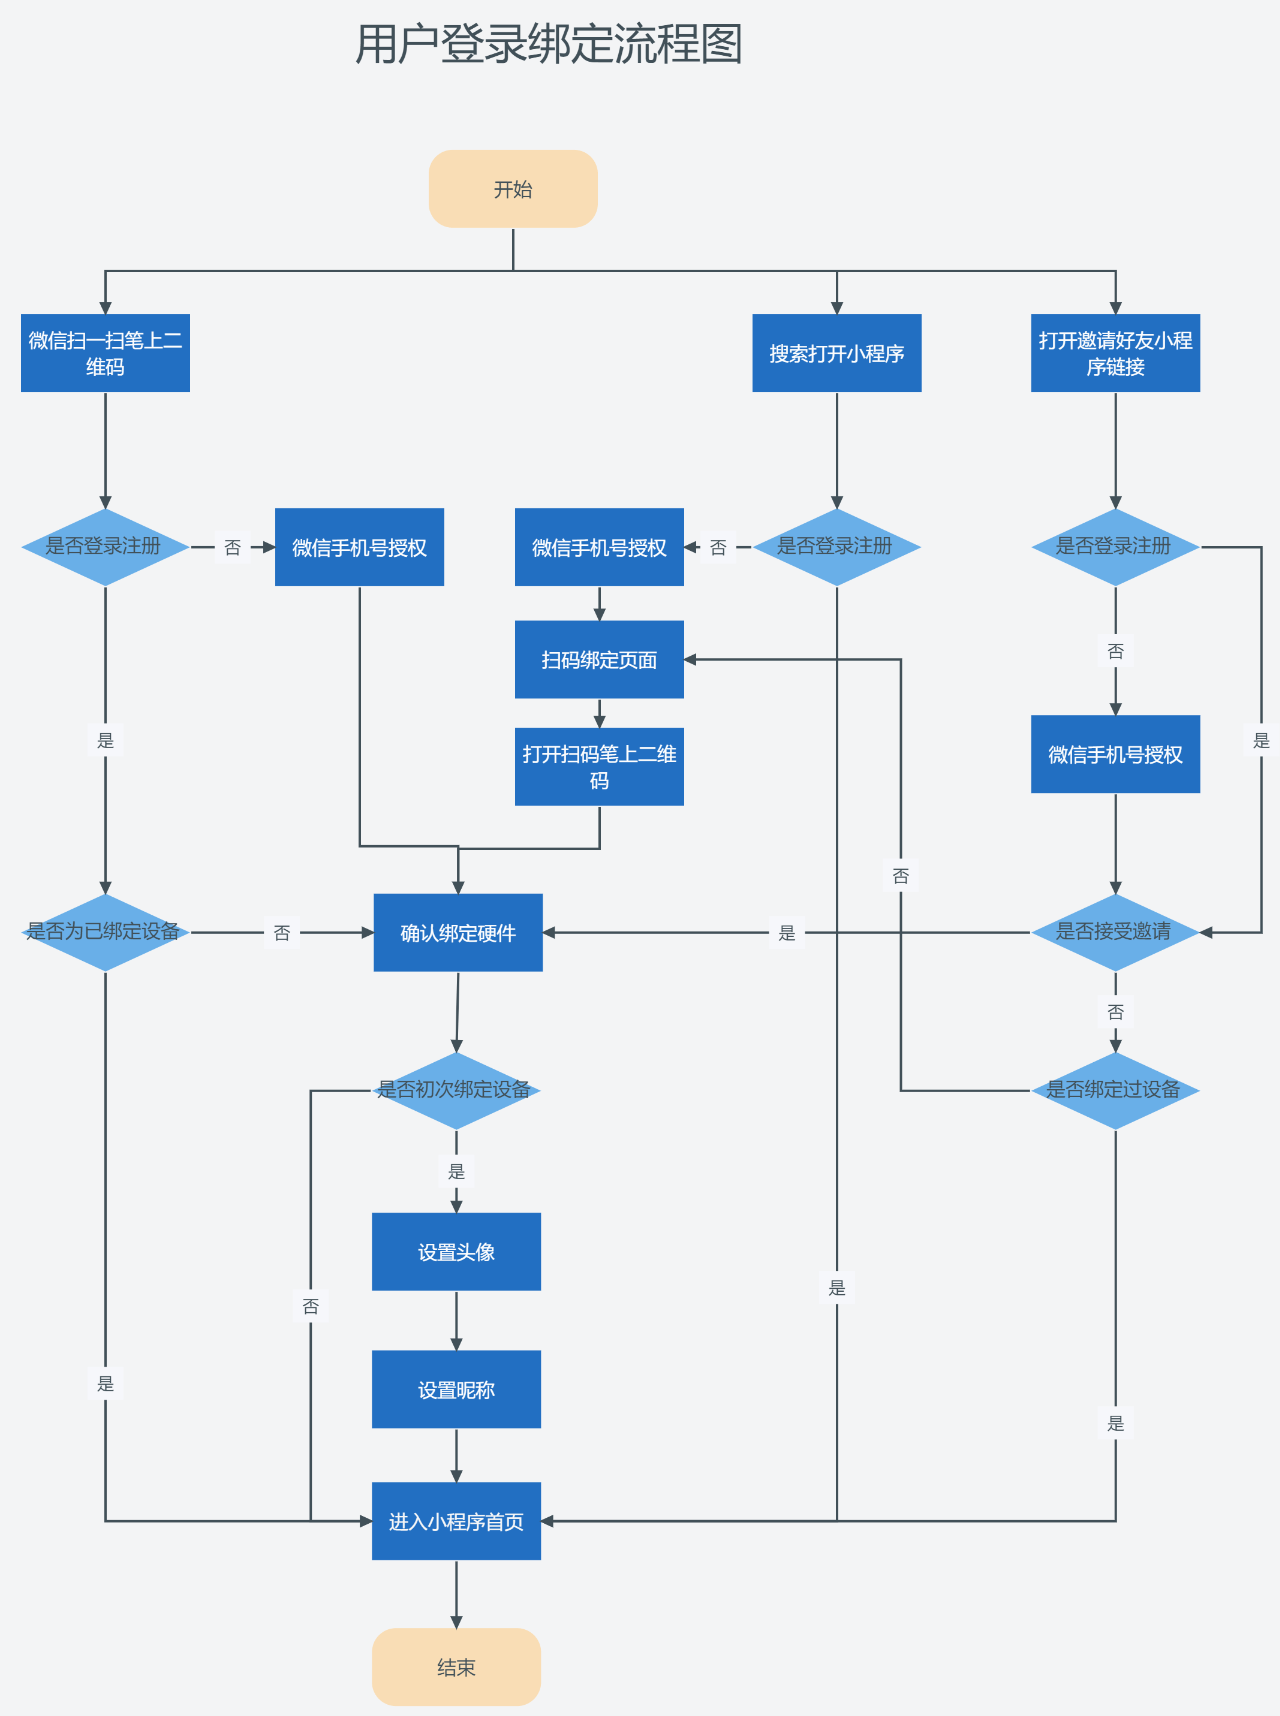 用户登录绑定流程图
开始
微信扫一扫笔上二
维码
搜索打开小程序
打开邀请好友小程
序链接
是否登录注册
否
微信手机号授权
微信手机号授权
否
是否登录注册
是否登录注册
扫码绑定页面
否
是
打开扫码笔上二维
码
微信手机号授权
是
否
是否为已绑定设备
否
确认绑定硬件
是
是否接受邀请
否
是否初次绑定设备
是否绑定过设备
是
设置头像
否
是
是
设置昵称
是
进入小程序首页
结束